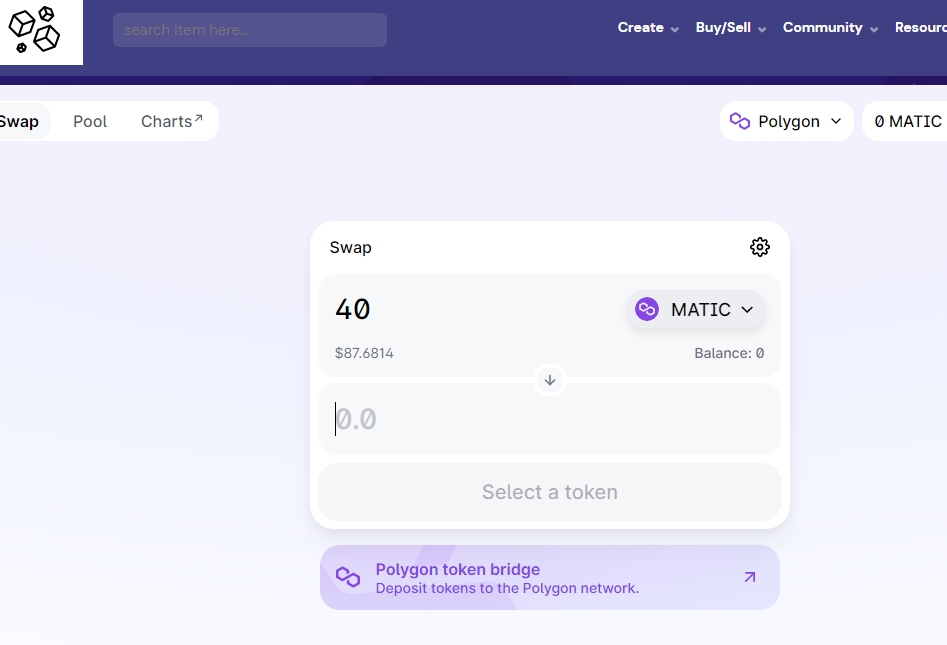 search item here...
Create
Buy/Sell
Community
Swap
Pool
Charts↗
Polygon
0 MATIC
Swap
40
MATIC
$87.6814
Balance: 0
0.0
Select a token
Polygon token bridge
Deposit tokens to the Polygon network.